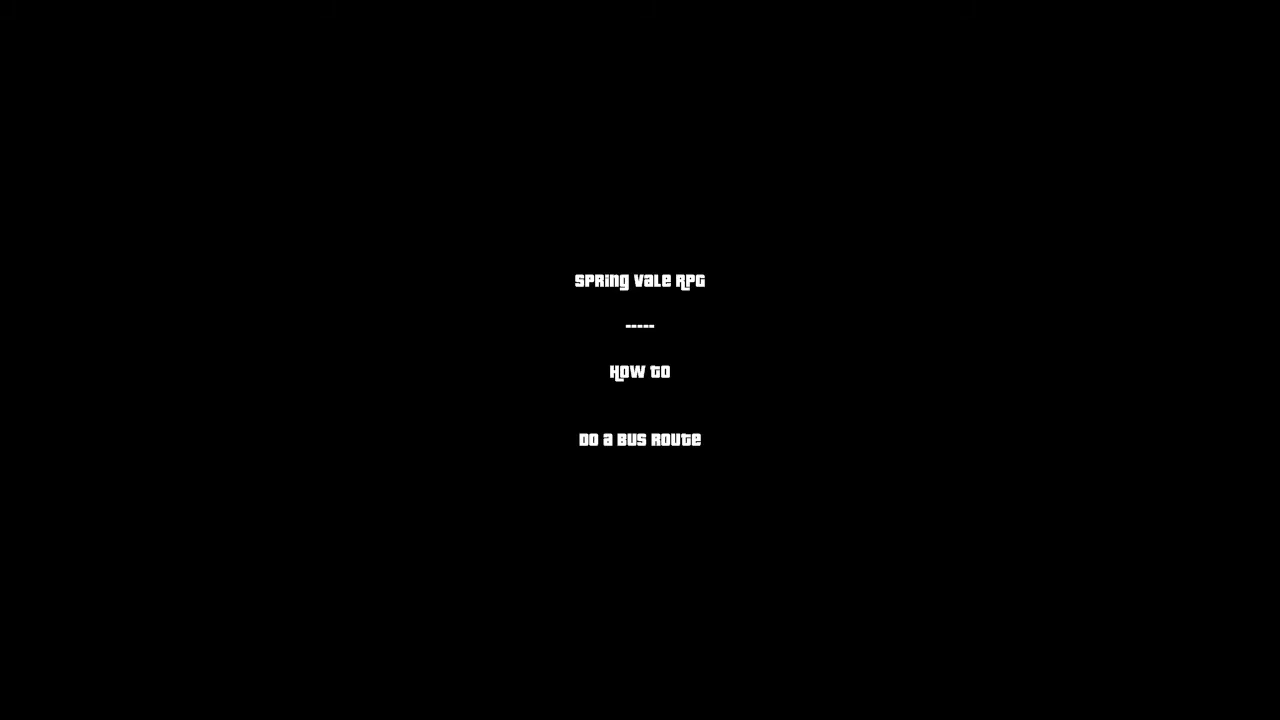 Spring Vale RPG
-----
How to
Do a Bus Route